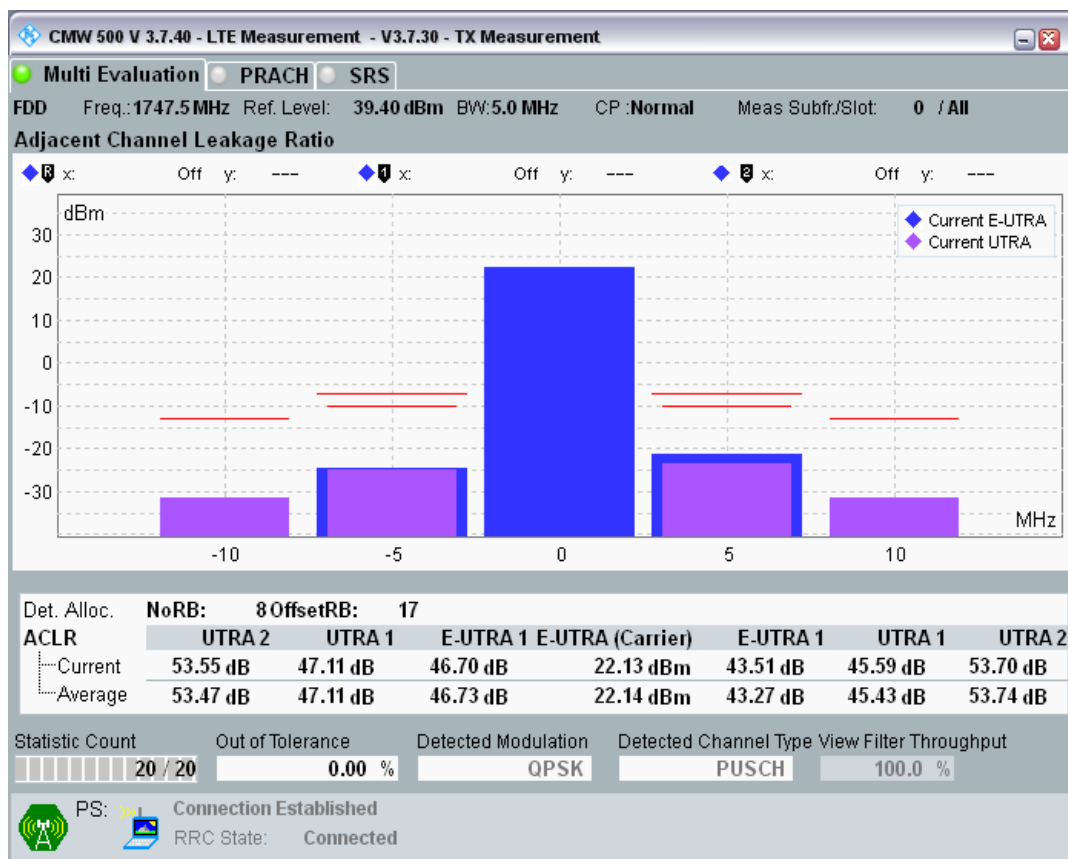 CMW 500 V 3.7.40 - LTE Measurement - V3.7.30 - TX Measurement
Multi Evaluation PRACH SRS
FDD Freq.: 1747.5 MHz Ref. Level: 39.40 dBm BW: 5.0 MHz CP : Normal Meas Subfr./Slot: 0 / All
Adjacent Channel Leakage Ratio
R x: Off y: --- 1 x: Off y: --- 2 x: Off y: ---
dBm
Current E-UTRA
Current UTRA
30
20
10
0
-10
-20
-30
MHz
-10 -5 0 5 10
Det. Alloc. NoRB: 8 OffsetRB: 17
ACLR UTRA 2 UTRA 1 E-UTRA 1 E-UTRA (Carrier) E-UTRA 1 UTRA 1 UTRA 2
Current 53.55 dB 47.11 dB 46.70 dB 22.13 dBm 43.51 dB 45.59 dB 53.70 dB
Average 53.47 dB 47.11 dB 46.73 dB 22.14 dBm 43.27 dB 45.43 dB 53.74 dB
Statistic Count Out of Tolerance Detected Modulation Detected Channel Type View Filter Throughput
20 / 20 0.00 % QPSK PUSCH 100.0 %
PS: Connection Established
RRC State: Connected